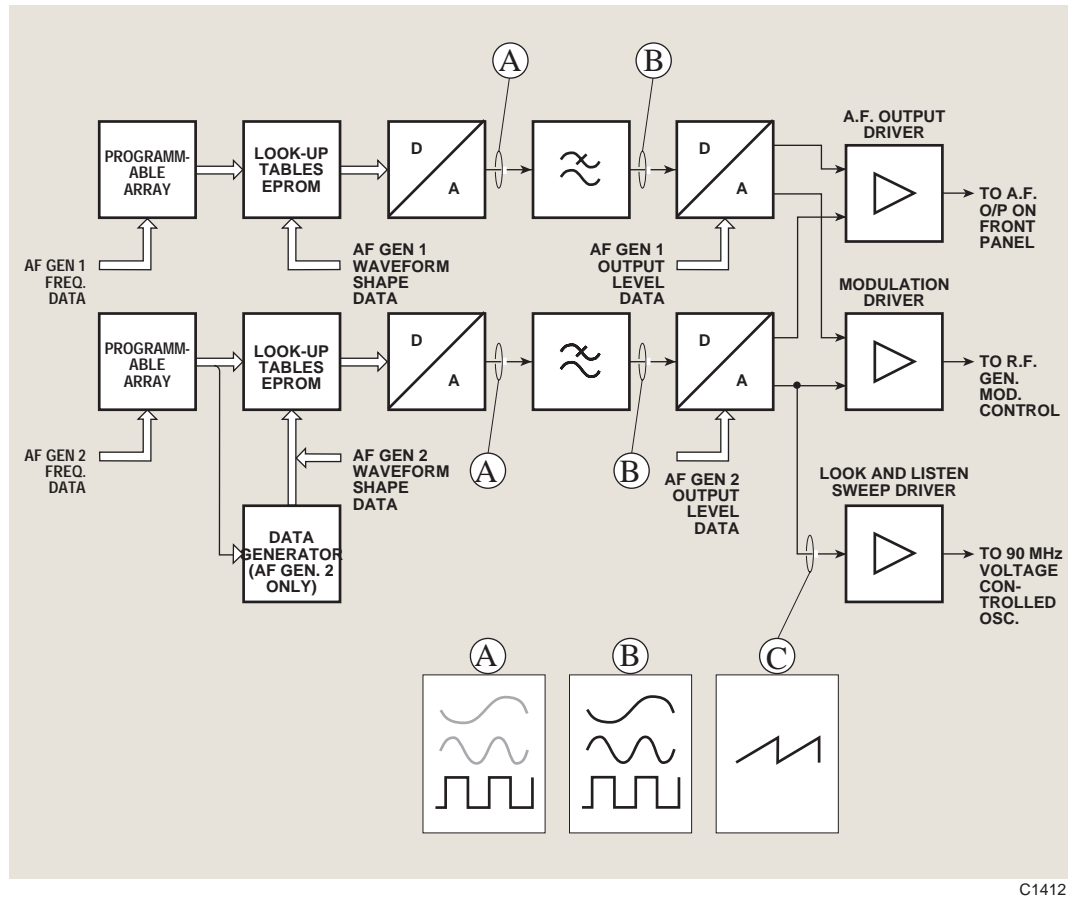 A
B
A.F. OUTPUT
DRIVER
PROGRAMM-
ABLE
ARRAY
LOOK-UP
TABLES
EPROM
D
A
D
A
TO A.F.
O/P ON
FRONT
PANEL
AF GEN 1
FREQ.
DATA
AF GEN 1
WAVEFORM
SHAPE
DATA
AF GEN 1
OUTPUT
LEVEL
DATA
MODULATION
DRIVER
PROGRAMM-
ABLE
ARRAY
LOOK-UP
TABLES
EPROM
D
A
D
A
TO R.F.
GEN.
MOD.
CONTROL
AF GEN 2
FREQ.
DATA
AF GEN 2
WAVEFORM
SHAPE
DATA
A
B
AF GEN 2
OUTPUT
LEVEL
DATA
LOOK AND LISTEN
SWEEP DRIVER
DATA
GENERATOR
(AF GEN. 2
ONLY)
TO 90 MHz
VOLTAGE
CON-
TROLLED
OSC.
A
B
C
C1412